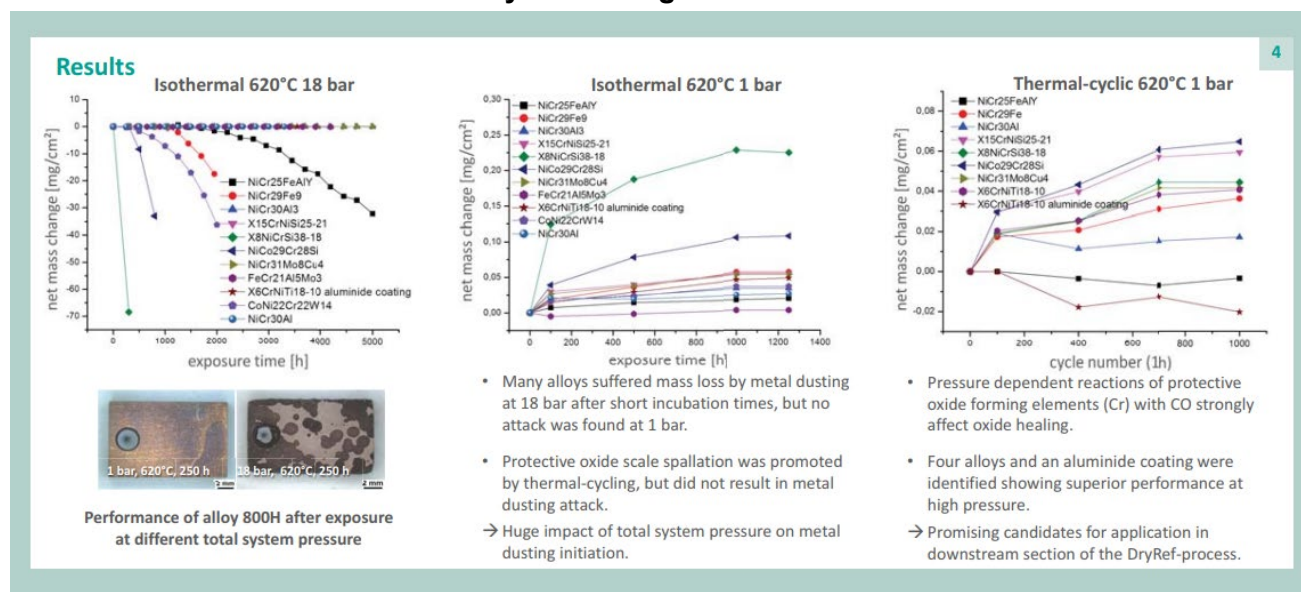 4
Results
Isothermal 620°C 18 bar
10
0
-10
-20
-30
-40
-50
-60
-70
net mass change [mg/cm²]
NiCr25FeAlY
NiCr29Fe9
NiCr30Al3
X15CrNiSi25-21
X8NiCrSi38-18
NiCo29Cr28Si
NiCr31Mo8Cu4
FeCr21Al5Mo3
X6CrNiTi18-10 aluminide coating
CoNi22Cr22W14
NiCr30Al
0 1000 2000 3000 4000 5000
exposure time [h]
1 bar, 620°C, 250 h
2 mm
18 bar, 620°C, 250 h
2 mm
Performance of alloy 800H after exposure
at different total system pressure
Isothermal 620°C 1 bar
0,30
0,25
0,20
0,15
0,10
0,05
0,00
net mass change [mg/cm²]
NiCr25FeAlY
NiCr29Fe9
NiCr30Al3
X15CrNiSi25-21
X8NiCrSi38-18
NiCo29Cr28Si
NiCr31Mo8Cu4
FeCr21Al5Mo3
X6CrNiTi18-10 aluminide coating
CoNi22CrW14
NiCr30Al
0 200 400 600 800 1000 1200 1400
exposure time [h]
• Many alloys suffered mass loss by metal dusting
at 18 bar after short incubation times, but no
attack was found at 1 bar.
• Protective oxide scale spallation was promoted
by thermal-cycling, but did not result in metal
dusting attack.
→ Huge impact of total system pressure on metal
dusting initiation.
Thermal-cyclic 620°C 1 bar
0,08
0,06
0,04
0,02
0,00
-0,02
net mass change [mg/cm²]
NiCr25FeAlY
NiCr29Fe
NiCr30Al
X15CrNiSi25-21
X8NiCrSi38-18
NiCo29Cr28Si
NiCr31Mo8Cu4
X6CrNiTi18-10
X6CrNiTi18-10 aluminide coating
0 200 400 600 800 1000
cycle number (1h)
• Pressure dependent reactions of protective
oxide forming elements (Cr) with CO strongly
affect oxide healing.
• Four alloys and an aluminide coating were
identified showing superior performance at
high pressure.
→ Promising candidates for application in
downstream section of the DryRef-process.